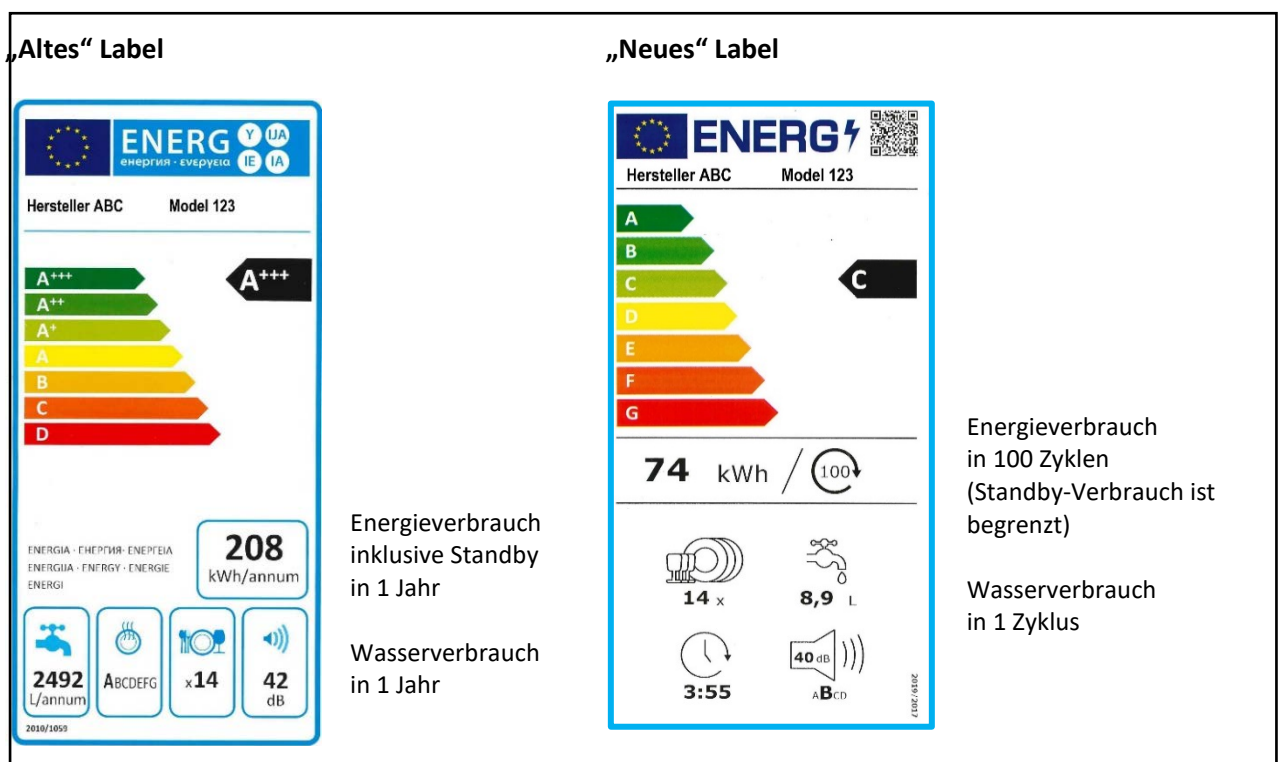 „Altes“ Label
ENERG
Y IJA
IE IA
енергия · ενεργεια
Hersteller ABC Model 123
A+++
A+++
A++
A+
A
B
C
D
ENERGIA · ЕНЕРГИЯ · ΕΝΕΡΓΕΙΑ
ENERGIJA · ENERGY · ENERGIE
ENERGI
208
kWh/annum
2492
L/annum
ABCDEFG
x14
42
dB
2010/1059
Energieverbrauch
inklusive Standby
in 1 Jahr
Wasserverbrauch
in 1 Jahr
„Neues“ Label
ENERG
Hersteller ABC Model 123
A
B
C
C
D
E
F
G
74 kWh / 100
14 x
8,9 L
3:55
40 dB
ABCD
2019/2017
Energieverbrauch
in 100 Zyklen
(Standby-Verbrauch ist
begrenzt)
Wasserverbrauch
in 1 Zyklus